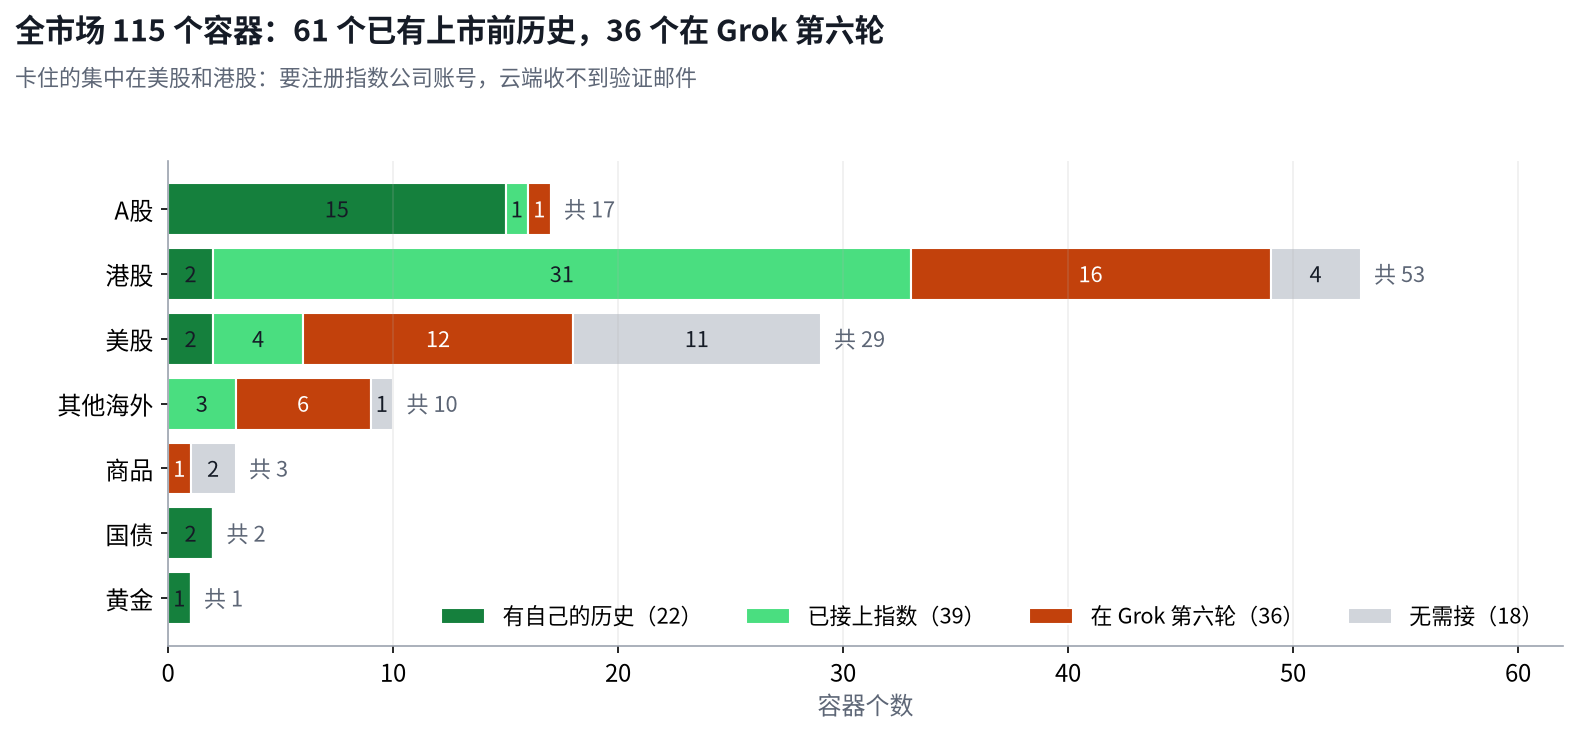 全市场 115 个容器：61 个已有上市前历史，36 个在 Grok 第六轮
卡住的集中在美股和港股：要注册指数公司账号，云端收不到验证邮件
A股 15 1 1 共 17
港股 2 31 16 4 共 53
美股 2 4 12 11 共 29
其他海外 3 6 1 共 10
商品 1 2 共 3
国债 2 共 2
黄金 1 共 1
有自己的历史（22） 已接上指数（39） 在 Grok 第六轮（36） 无需接（18）
0 10 20 30 40 50 60
容器个数